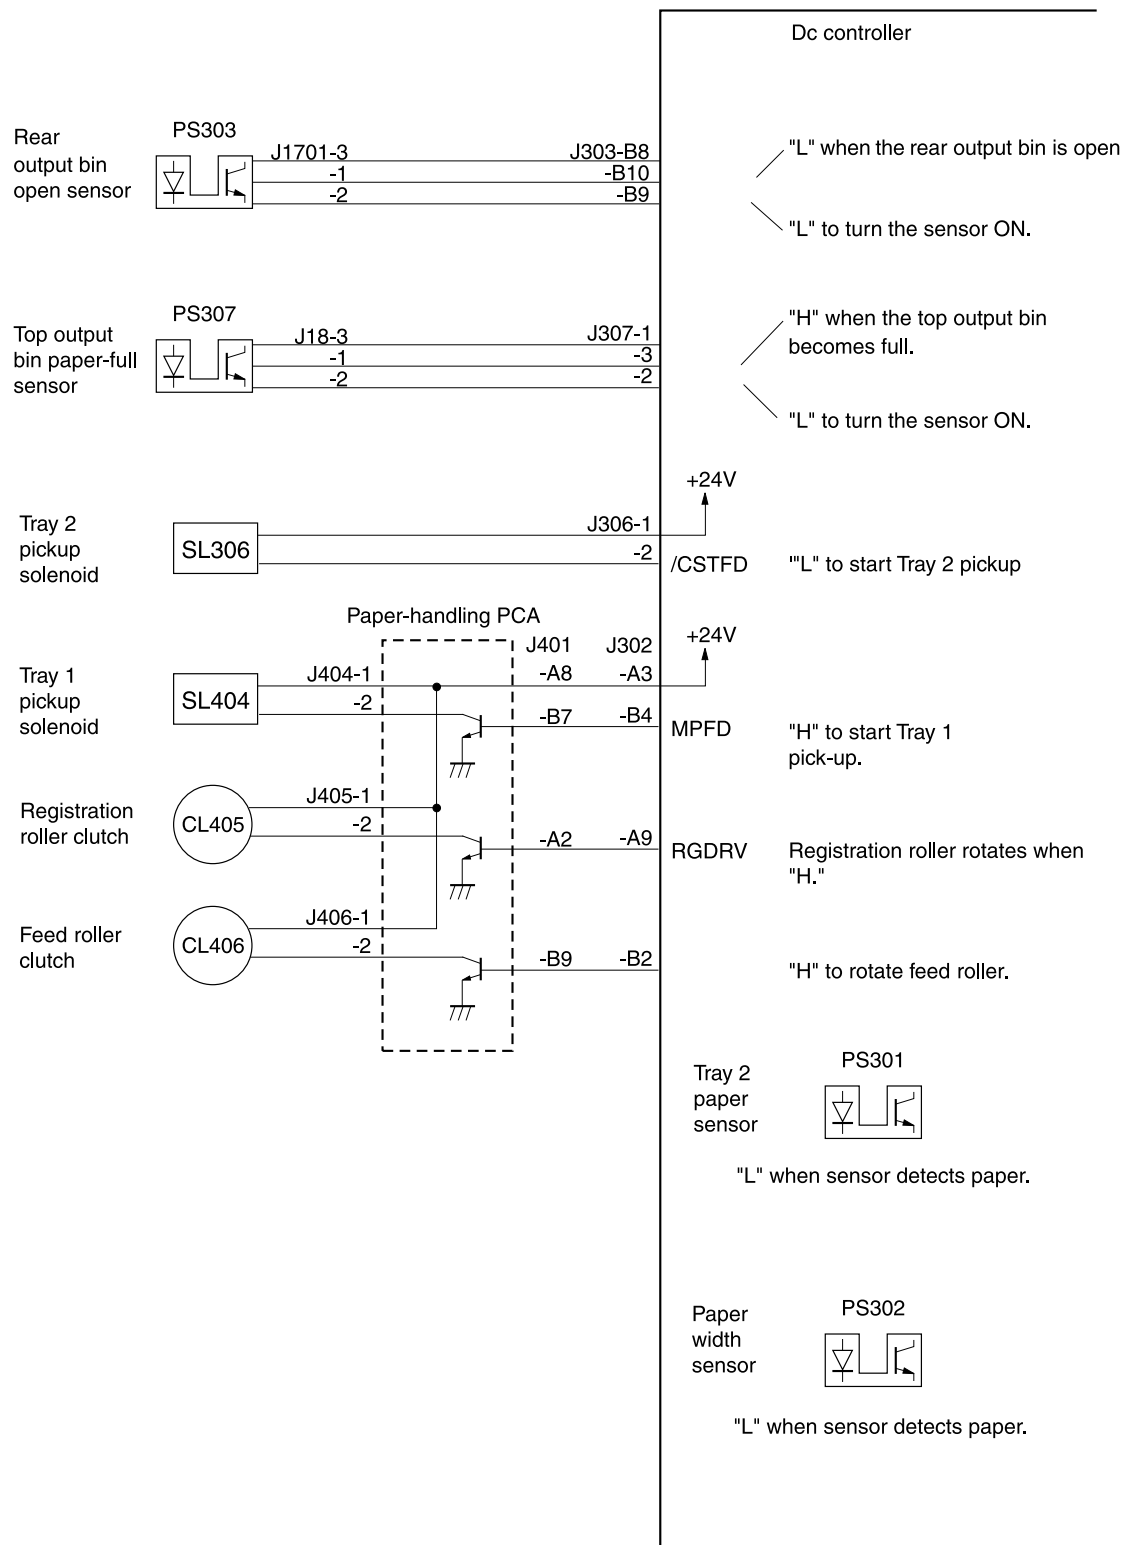 Dc controller
Rear
output bin
open sensor
PS303
J1701-3
-1
-2
J303-B8
-B10
-B9
"L" when the rear output bin is open
"L" to turn the sensor ON.
Top output
bin paper-full
sensor
PS307
J18-3
-1
-2
J307-1
-3
-2
"H" when the top output bin
becomes full.
"L" to turn the sensor ON.
+24V
Tray 2
pickup
solenoid
SL306
J306-1
-2
/CSTFD
'"L" to start Tray 2 pickup
Paper-handling PCA
J401
J302
+24V
Tray 1
pickup
solenoid
SL404
J404-1
-2
-A8
-A3
-B7
-B4
MPFD
"H" to start Tray 1
pick-up.
Registration
roller clutch
CL405
J405-1
-2
-A2
-A9
RGDRV
Registration roller rotates when
"H."
Feed roller
clutch
CL406
J406-1
-2
-B9
-B2
"H" to rotate feed roller.
Tray 2
paper
sensor
PS301
"L" when sensor detects paper.
Paper
width
sensor
PS302
"L" when sensor detects paper.